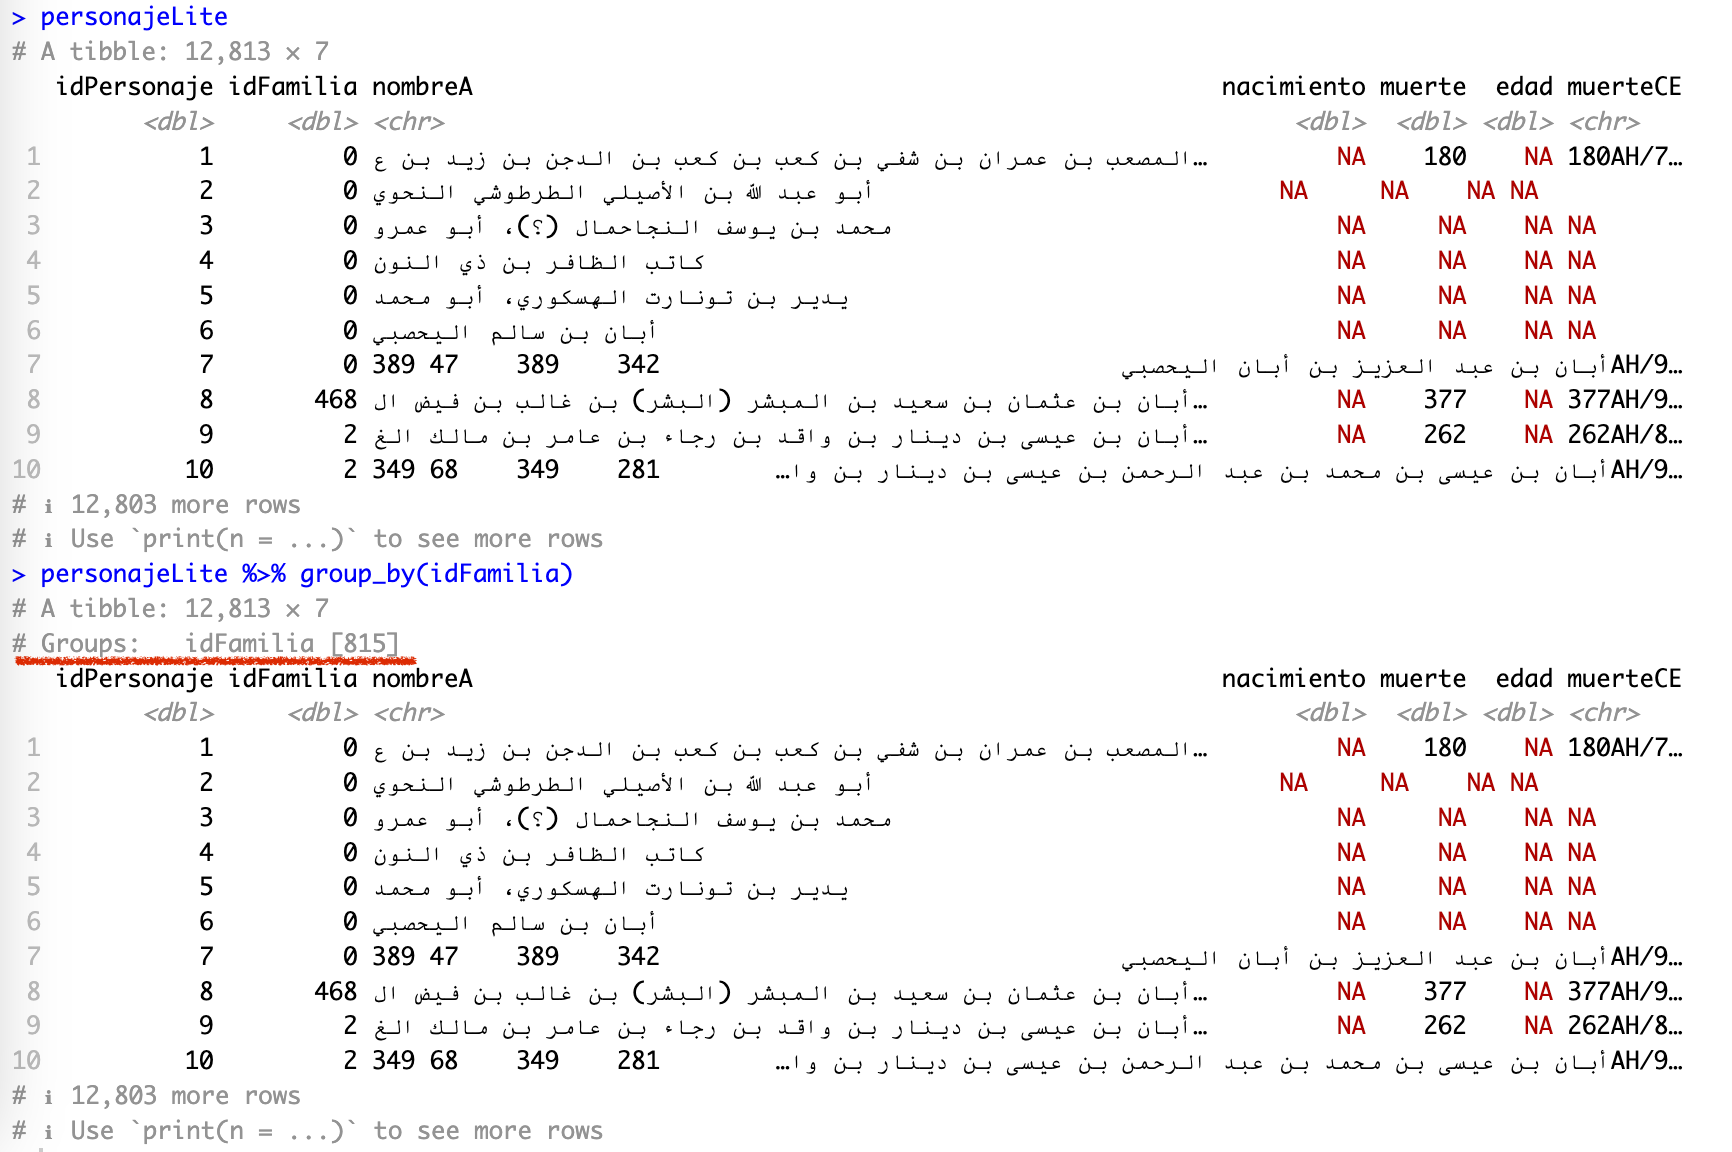 > personajeLite
# A tibble: 12,813 × 7
idPersonaje idFamilia nombreA nacimiento muerte edad muerteCE
<dbl> <dbl> <chr> <dbl> <dbl> <dbl> <chr>
1 1 0 المصعب بن عمران بن شفي بن كعب بن كعب بن الدجن بن زيد بن ع… NA 180 NA 180AH/7…
2 2 0 أبو عبد الله بن الأصيلي الطرطوشي النحوي NA NA NA NA
3 3 0 محمد بن يوسف النجاحمال (؟)، أبو عمرو NA NA NA NA
4 4 0 كاتب الظافر بن ذي النون NA NA NA NA
5 5 0 يدير بن تونارت الهسكوري، أبو محمد NA NA NA NA
6 6 0 أبان بن سالم اليحصبي NA NA NA NA
7 7 0 389 47 389 342 أبان بن عبد العزيز بن أبان اليحصبي AH/9…
8 8 468 أبان بن عثمان بن سعيد بن المبشر (البشر) بن غالب بن فيض ال… NA 377 NA 377AH/9…
9 9 2 أبان بن عيسى بن دينار بن واقد بن رجاء بن عامر بن مالك الغ… NA 262 NA 262AH/8…
10 10 2 349 68 349 281 أبان بن عيسى بن محمد بن عبد الرحمن بن عيسى بن دينار بن وا… AH/9…
# ℹ 12,803 more rows
# ℹ Use `print(n = ...)` to see more rows
> personajeLite %>% group_by(idFamilia)
# A tibble: 12,813 × 7
# Groups: idFamilia [815]
idPersonaje idFamilia nombreA nacimiento muerte edad muerteCE
<dbl> <dbl> <chr> <dbl> <dbl> <dbl> <chr>
1 1 0 المصعب بن عمران بن شفي بن كعب بن كعب بن الدجن بن زيد بن ع… NA 180 NA 180AH/7…
2 2 0 أبو عبد الله بن الأصيلي الطرطوشي النحوي NA NA NA NA
3 3 0 محمد بن يوسف النجاحمال (؟)، أبو عمرو NA NA NA NA
4 4 0 كاتب الظافر بن ذي النون NA NA NA NA
5 5 0 يدير بن تونارت الهسكوري، أبو محمد NA NA NA NA
6 6 0 أبان بن سالم اليحصبي NA NA NA NA
7 7 0 389 47 389 342 أبان بن عبد العزيز بن أبان اليحصبي AH/9…
8 8 468 أبان بن عثمان بن سعيد بن المبشر (البشر) بن غالب بن فيض ال… NA 377 NA 377AH/9…
9 9 2 أبان بن عيسى بن دينار بن واقد بن رجاء بن عامر بن مالك الغ… NA 262 NA 262AH/8…
10 10 2 349 68 349 281 أبان بن عيسى بن محمد بن عبد الرحمن بن عيسى بن دينار بن وا… AH/9…
# ℹ 12,803 more rows
# ℹ Use `print(n = ...)` to see more rows